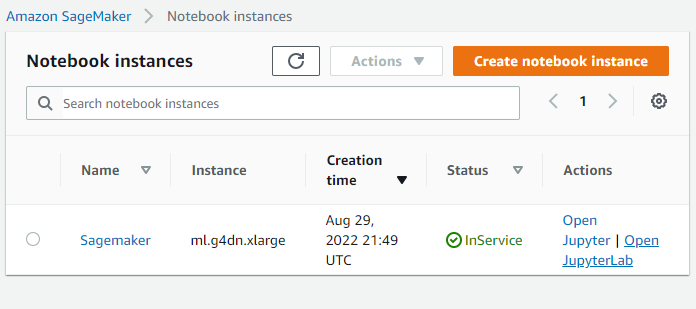 Amazon SageMaker > Notebook instances
Notebook instances
Actions
Create notebook instance
Search notebook instances
1
Name
Instance
Creation
time
Status
Actions
Sagemaker
ml.g4dn.xlarge
Aug 29,
2022 21:49
UTC
InService
Open
Jupyter | Open
JupyterLab